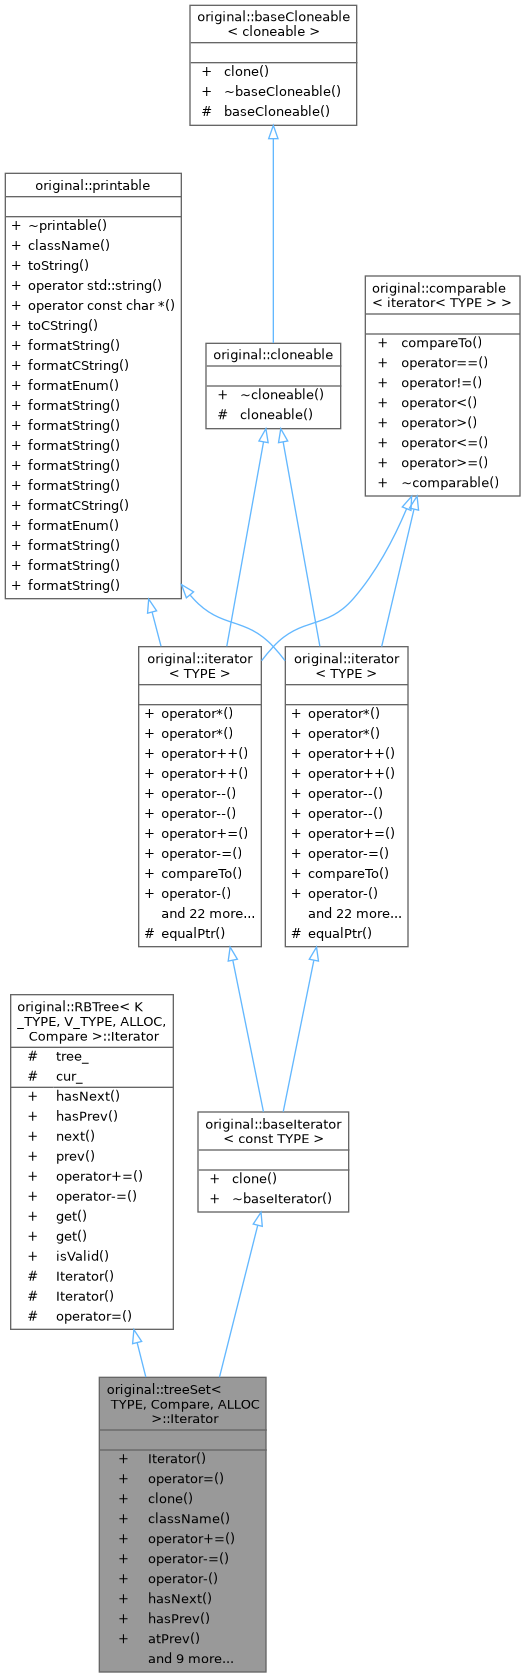 original::baseCloneable
< cloneable >
+ clone()
+ ~baseCloneable()
# baseCloneable()
original::printable
+ ~printable()
+ className()
+ toString()
+ operator std::string()
+ operator const char *()
+ toCString()
+ formatString()
+ formatCString()
+ formatEnum()
+ formatString()
+ formatString()
+ formatString()
+ formatString()
+ formatString()
+ formatCString()
+ formatEnum()
+ formatString()
+ formatString()
+ formatString()
original::comparable
< iterator< TYPE > >
+ compareTo()
+ operator==()
+ operator!=()
+ operator<()
+ operator>()
+ operator<=()
+ operator>=()
+ ~comparable()
original::cloneable
+ ~cloneable()
# cloneable()
original::iterator
< TYPE >
+ operator*()
+ operator*()
+ operator++()
+ operator++()
+ operator--()
+ operator--()
+ operator+=()
+ operator-=()
+ compareTo()
+ operator-()
and 22 more...
# equalPtr()
original::iterator
< TYPE >
+ operator*()
+ operator*()
+ operator++()
+ operator++()
+ operator--()
+ operator--()
+ operator+=()
+ operator-=()
+ compareTo()
+ operator-()
and 22 more...
# equalPtr()
original::RBTree< K
_TYPE, V_TYPE, ALLOC,
Compare >::Iterator
# tree_
# cur_
+ hasNext()
+ hasPrev()
+ next()
+ prev()
+ operator+=()
+ operator-=()
+ get()
+ get()
+ isValid()
# Iterator()
# Iterator()
# operator=()
original::baseIterator
< const TYPE >
+ clone()
+ ~baseIterator()
original::treeSet<
TYPE, Compare, ALLOC
>::Iterator
+ Iterator()
+ operator=()
+ clone()
+ className()
+ operator+=()
+ operator-=()
+ operator-()
+ hasNext()
+ hasPrev()
+ atPrev()
and 9 more...